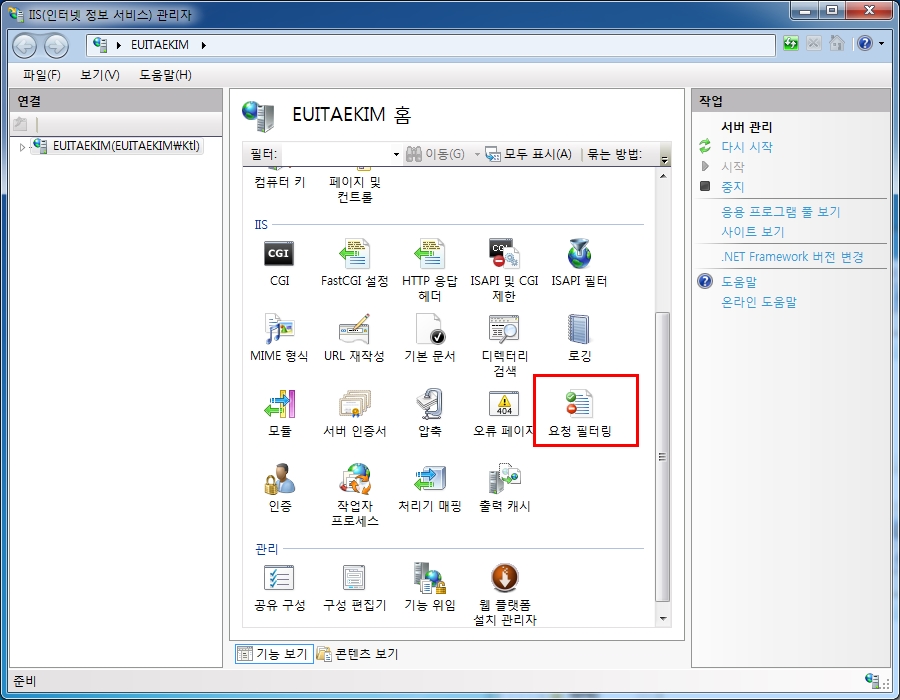 IIS(인터넷 정보 서비스) 관리자
EUITAEKIM
파일(F) 보기(V) 도움말(H)
연결
EUITAEKIM(EUITAEKIM₩Ktl)
EUITAEKIM 홈
필터: 이동(G) 모두 표시(A) 묶는 방법:
컴퓨터 키
페이지 및
컨트롤
IIS
CGI
CGI
FastCGI 설정
HTTP 응답
헤더
ISAPI 및 CGI
제한
ISAPI 필터
MIME 형식
URL 재작성
기본 문서
디렉터리
검색
로깅
모듈
서버 인증서
압축
404
오류 페이지
요청 필터링
인증
작업자
프로세스
처리기 매핑
출력 캐시
관리
공유 구성
구성 편집기
기능 위임
웹 플랫폼
설치 관리자
기능 보기
콘텐츠 보기
작업
서버 관리
다시 시작
시작
중지
응용 프로그램 풀 보기
사이트 보기
.NET Framework 버전 변경
도움말
온라인 도움말
준비